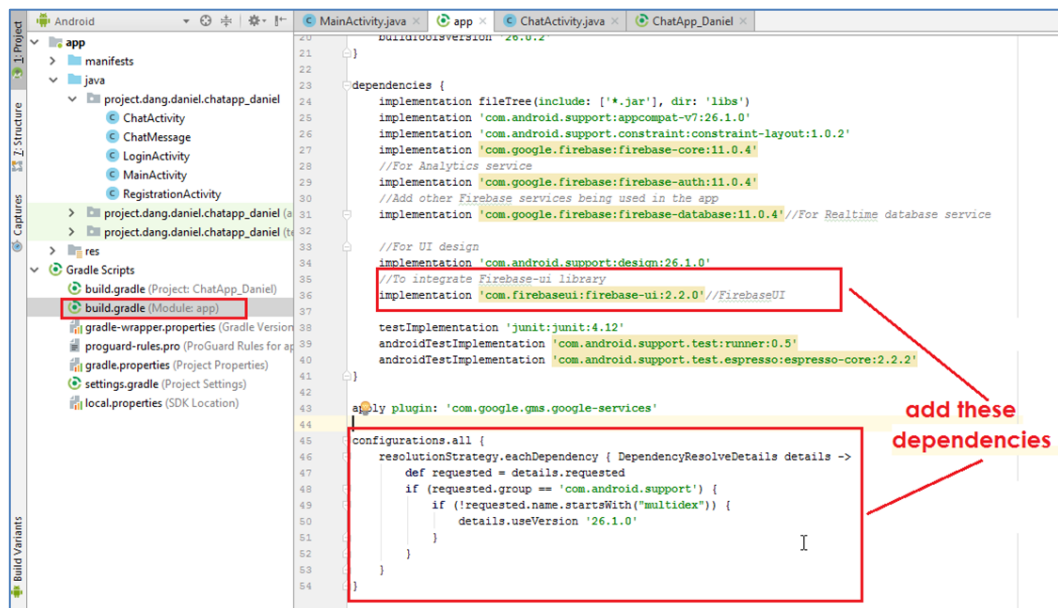 Android
MainActivity.java
app
ChatActivity.java
ChatApp_Daniel
1: Project
7: Structure
Captures
Build Variants
app
manifests
java
project.dang.daniel.chatapp_daniel
ChatActivity
ChatMessage
LoginActivity
MainActivity
RegistrationActivity
project.dang.daniel.chatapp_daniel (a
project.dang.daniel.chatapp_daniel (te
res
Gradle Scripts
build.gradle (Project: ChatApp_Daniel)
build.gradle (Module: app)
gradle-wrapper.properties (Gradle Version
proguard-rules.pro (ProGuard Rules for ap
gradle.properties (Project Properties)
settings.gradle (Project Settings)
local.properties (SDK Location)
20 buildToolsVersion '26.0.2'
21 }
22
23 dependencies {
24 implementation fileTree(include: ['*.jar'], dir: 'libs')
25 implementation 'com.android.support:appcompat-v7:26.1.0'
26 implementation 'com.android.support.constraint:constraint-layout:1.0.2'
27 implementation 'com.google.firebase:firebase-core:11.0.4'
28 //For Analytics service
29 implementation 'com.google.firebase:firebase-auth:11.0.4'
30 //Add other Firebase services being used in the app
31 implementation 'com.google.firebase:firebase-database:11.0.4'//For Realtime database service
32
33 //For UI design
34 implementation 'com.android.support:design:26.1.0'
35 //To integrate Firebase-ui library
36 implementation 'com.firebaseui:firebase-ui:2.2.0'//FirebaseUI
37
38 testImplementation 'junit:junit:4.12'
39 androidTestImplementation 'com.android.support.test:runner:0.5'
40 androidTestImplementation 'com.android.support.test.espresso:espresso-core:2.2.2'
41 }
42
43 apply plugin: 'com.google.gms.google-services'
44
45 configurations.all {
46 resolutionStrategy.eachDependency { DependencyResolveDetails details ->
47 def requested = details.requested
48 if (requested.group == 'com.android.support') {
49 if (!requested.name.startsWith("multidex")) {
50 details.useVersion '26.1.0'
51 }
52 }
53 }
54 }
add these
dependencies